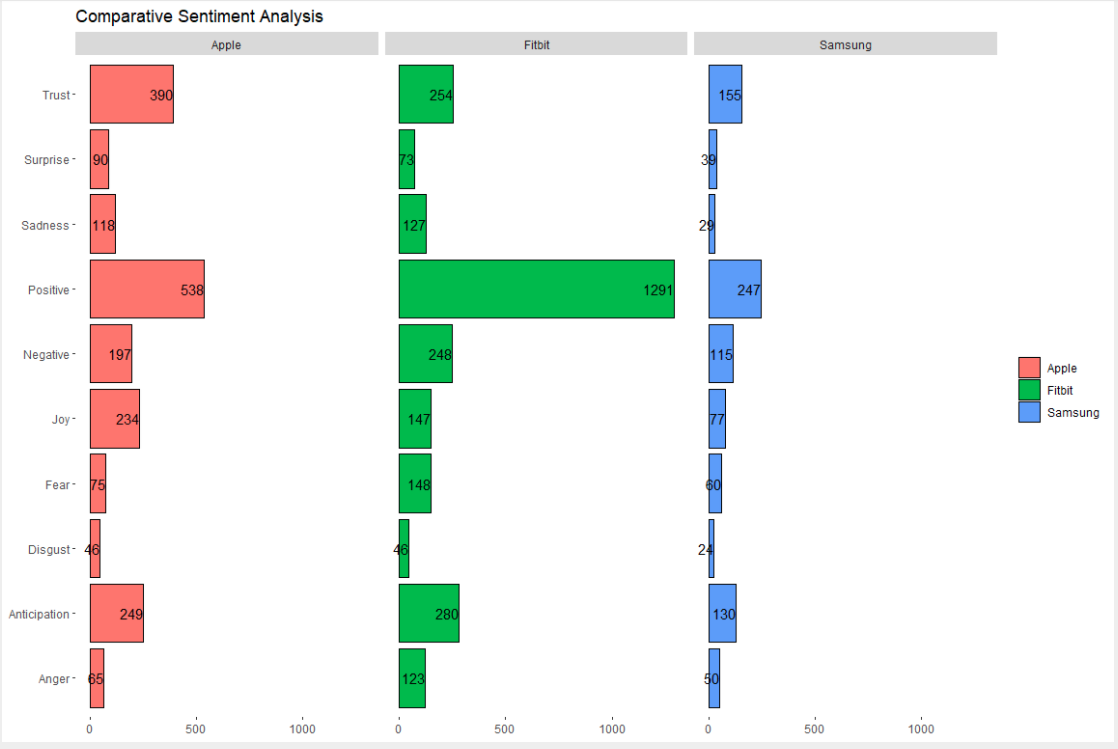 Comparative Sentiment Analysis
Apple Fitbit Samsung
Trust 390 254 155
Surprise 90 73 39
Sadness 118 127 29
Positive 538 1291 247
Negative 197 248 115
Apple
Fitbit
Samsung
Joy 234 147 77
Fear 75 148 60
Disgust 46 46 24
Anticipation 249 280 130
Anger 65 123 50
0 500 1000 0 500 1000 0 500 1000